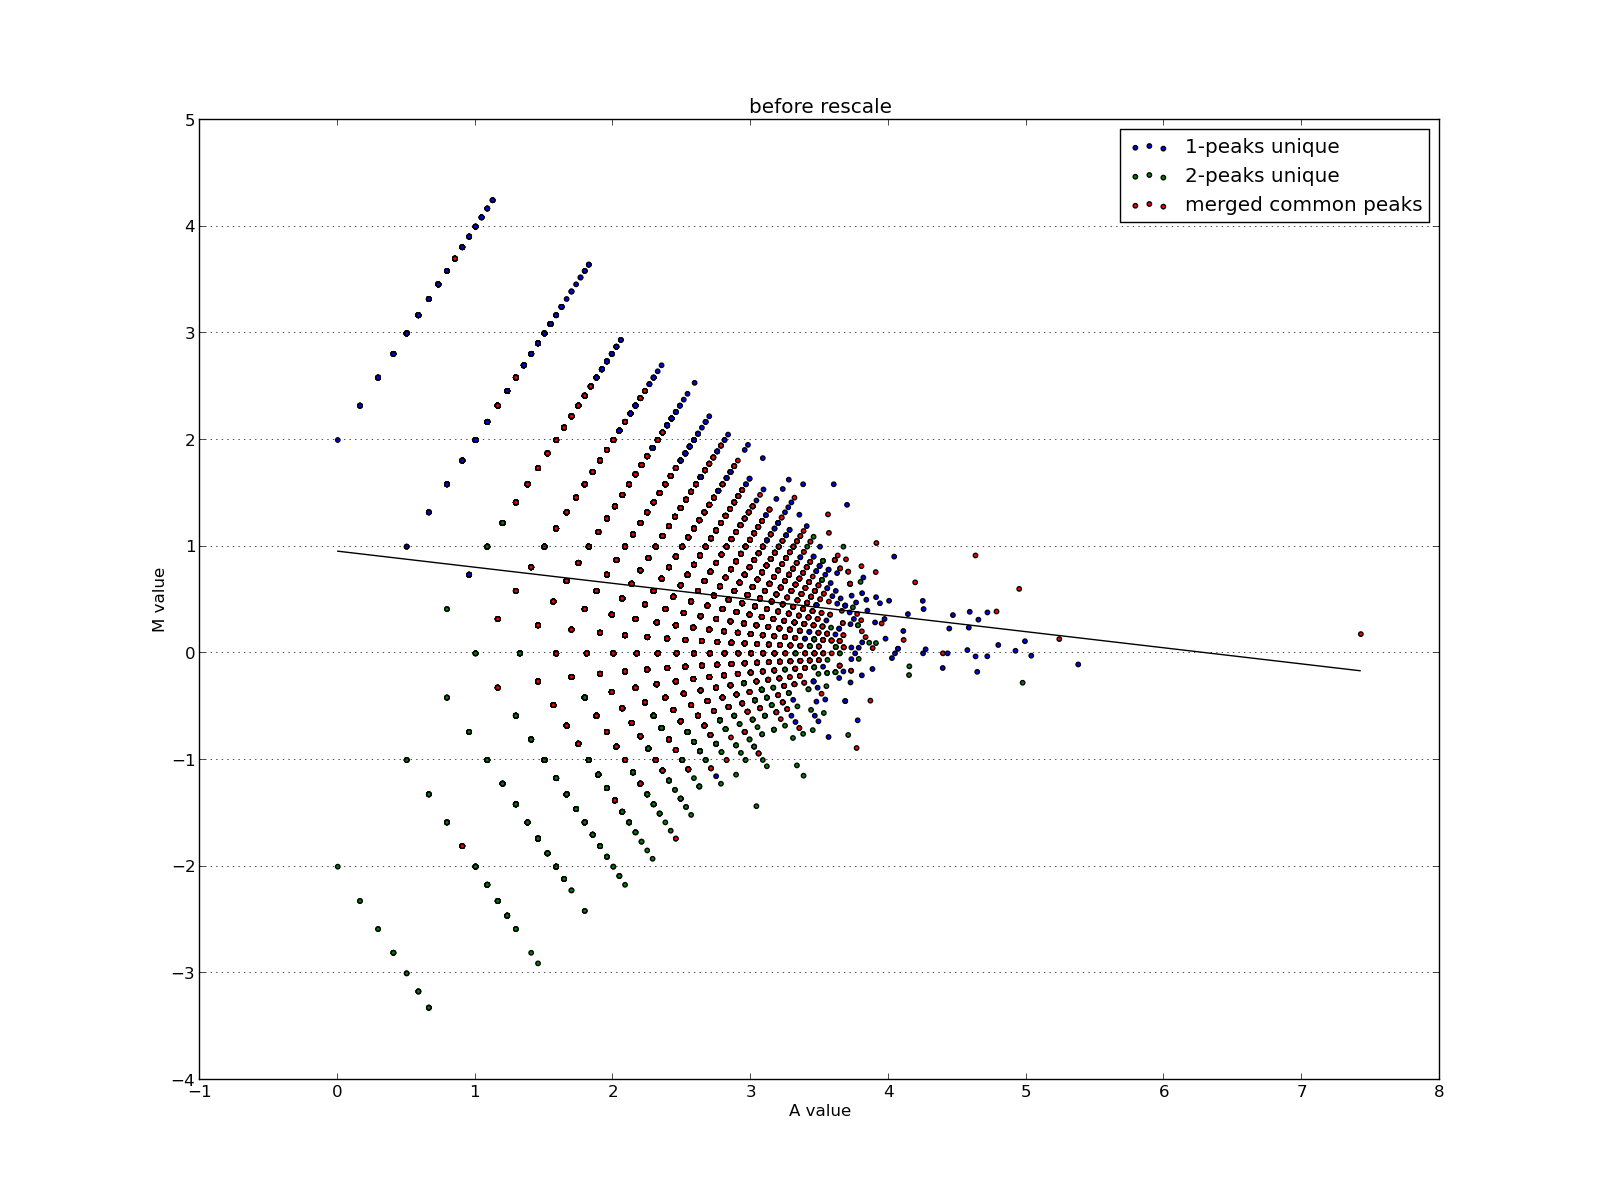 before rescale
1-peaks unique
2-peaks unique
merged common peaks
5
4
3
2
1
0
−1
−2
−3
−4
M value
−1 0 1 2 3 4 5 6 7 8
A value